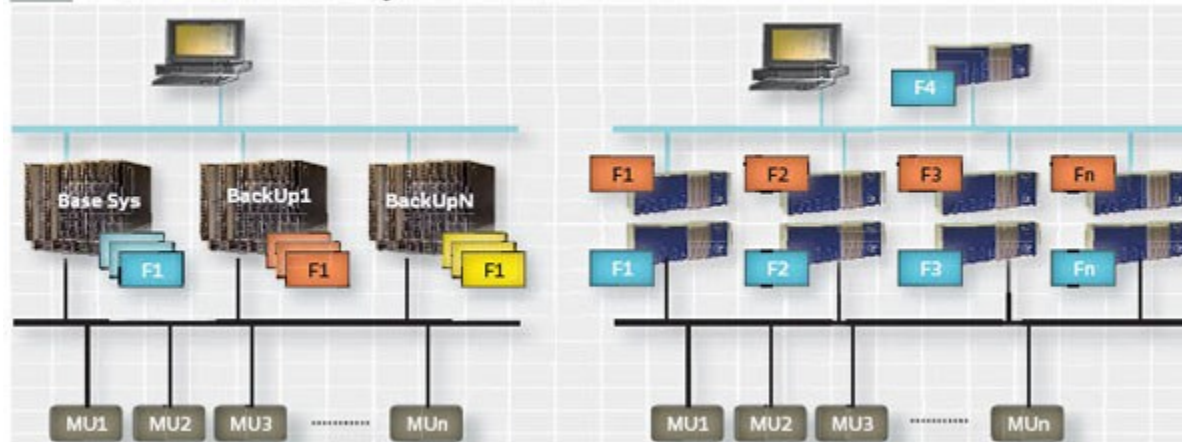 F4
Base Sys
BackUp1
BackUpN
F1
F1
F1
F1
F2
F3
Fn
F1
F2
F3
Fn
MU1
MU2
MU3
MUn
MU1
MU2
MU3
MUn